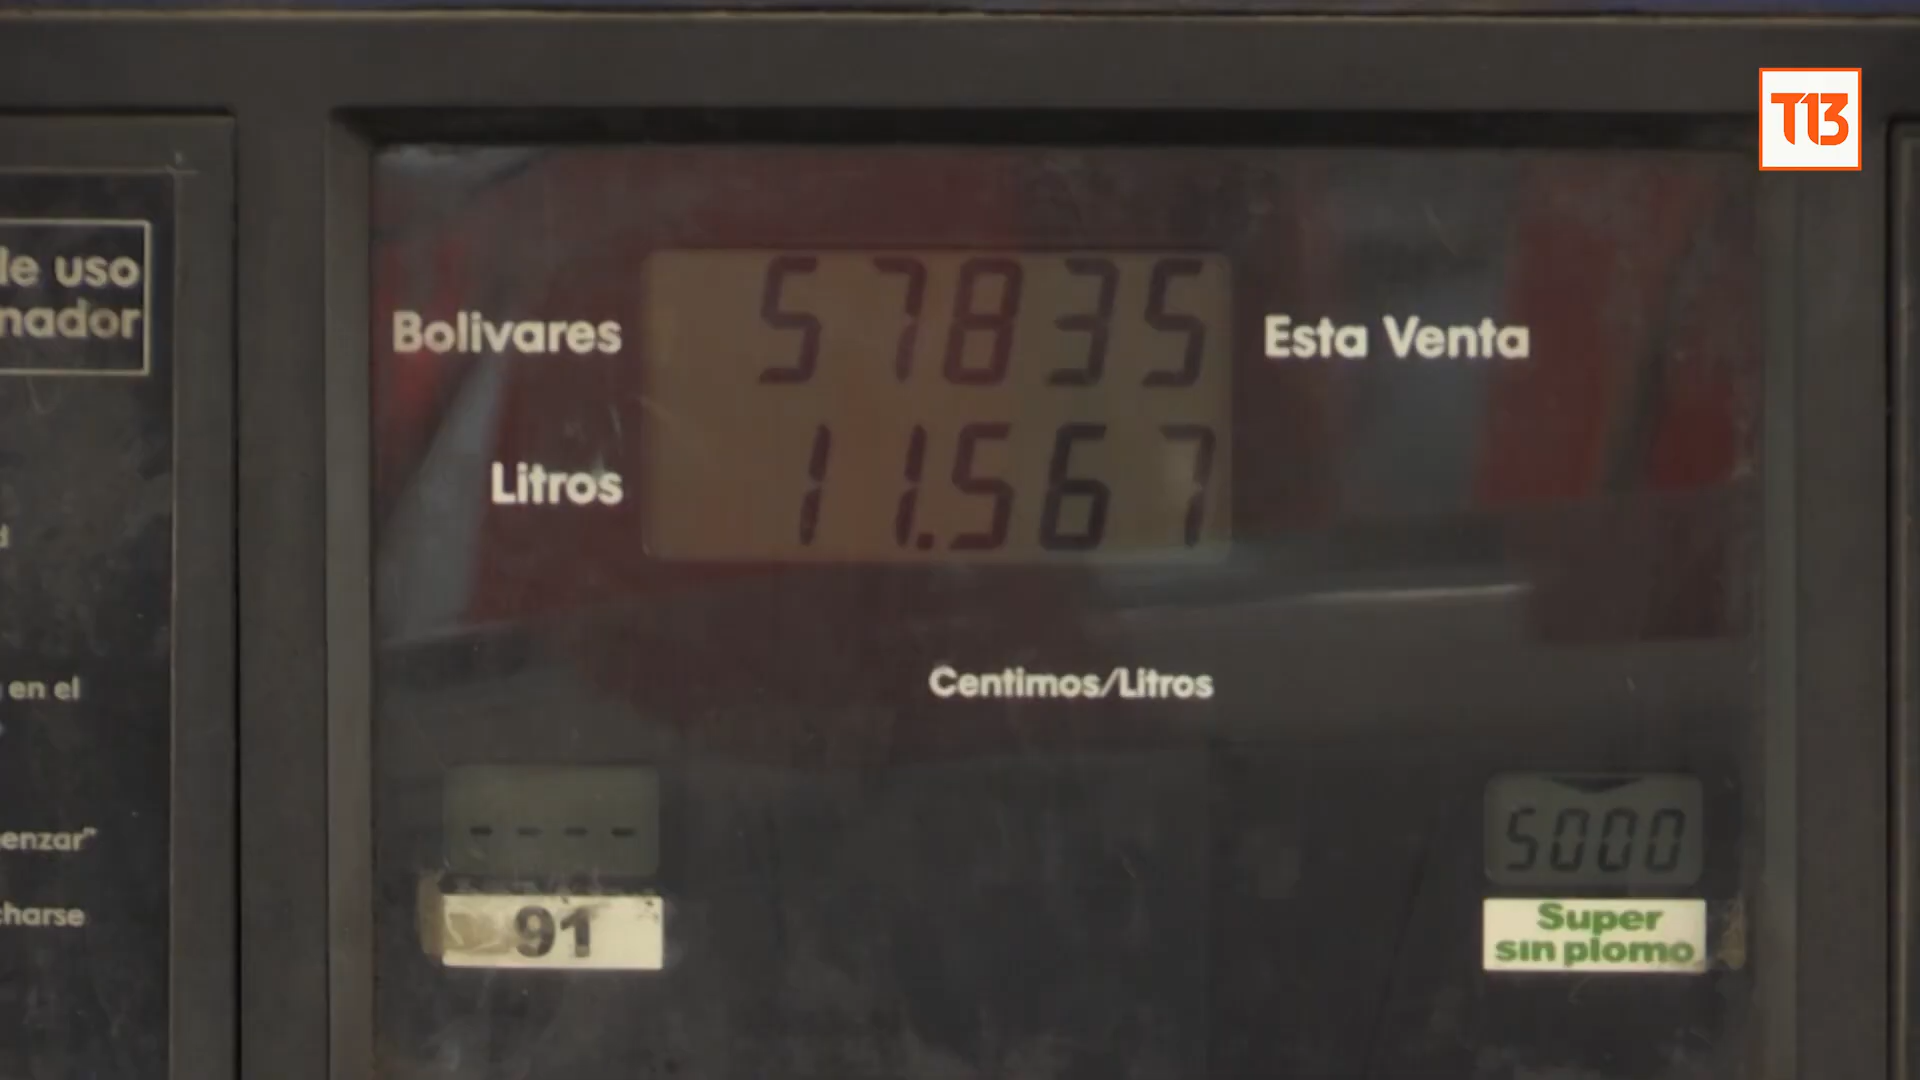 T13
le uso
nador
Bolivares
57835
Esta Venta
Litros
11.567
Centimos/Litros
en el
enzar"
charse
----
91
5000
Super
sin plomo